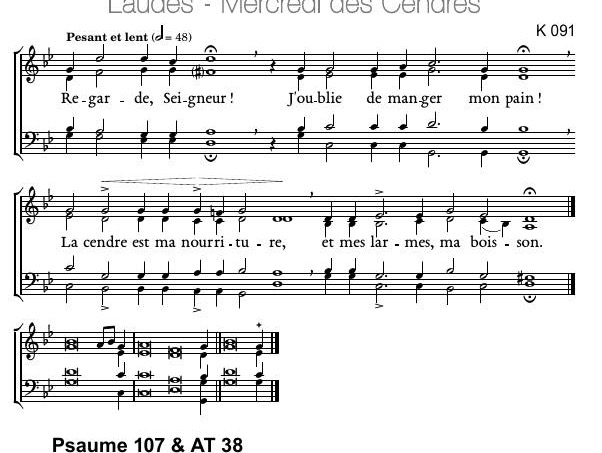 Laudes - Mercredi des Cendres
K 091
Pesant et lent (𝅗𝅥 = 48)
Re - gar - de, Sei - gneur ! J'ou - blie de man - ger mon pain !
La cendre est ma nourri - tu - re, et mes lar - mes, ma bois - son.
Psaume 107 & AT 38